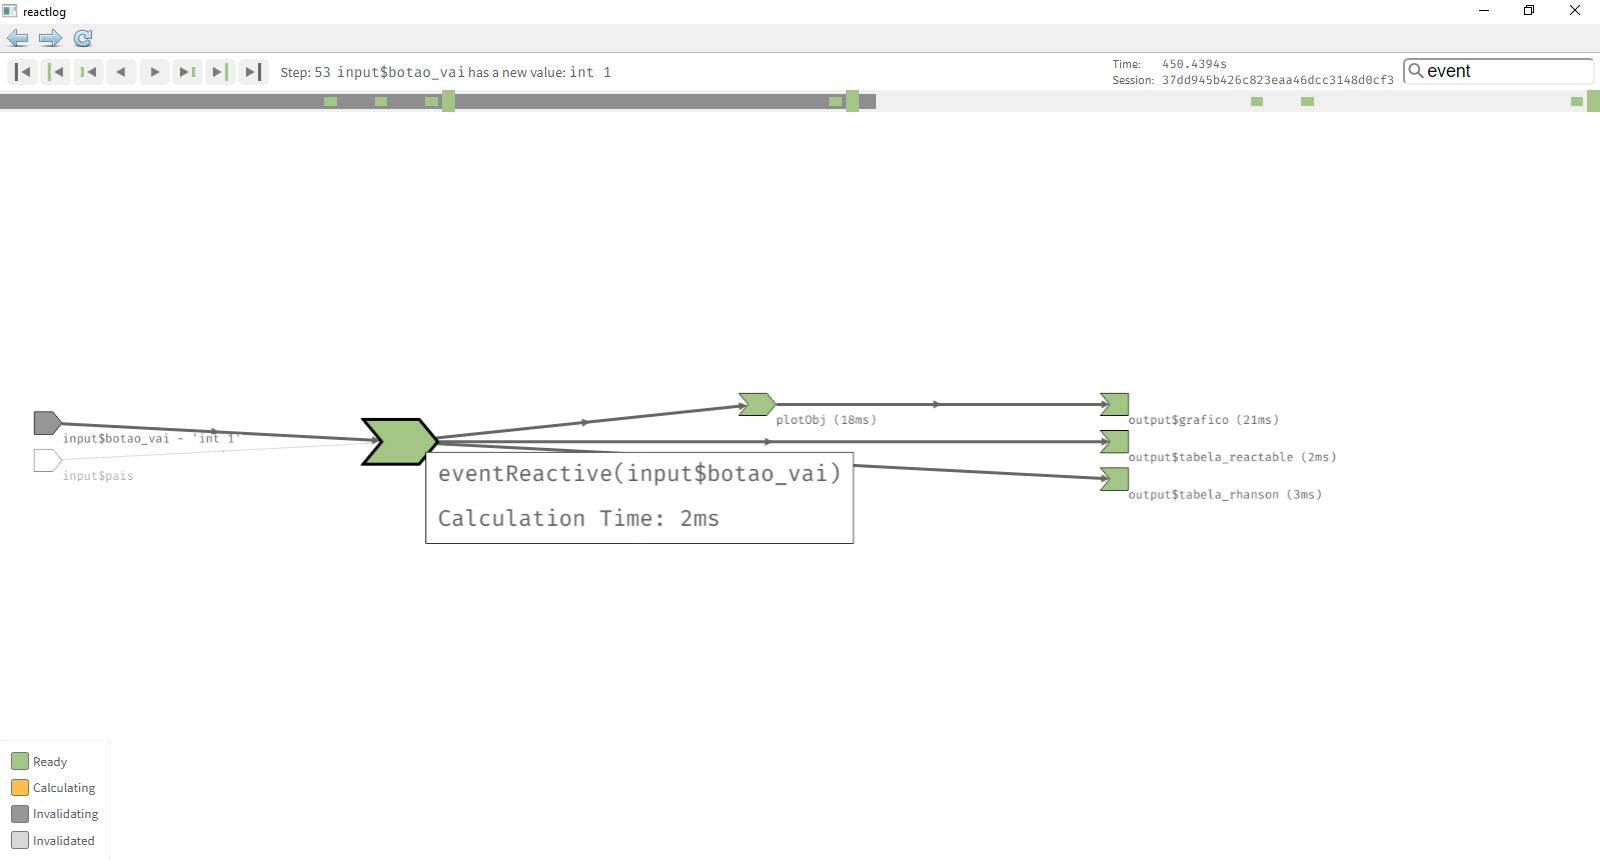 reactlog
Step: 53 input$botao_vai has a new value: int 1
Time: 450.4394s
Session: 37dd945b426c823eaa46dcc3148d0cf3
event
input$botao_vai - 'int 1'
input$pais
plotObj (18ms)
output$grafico (21ms)
output$tabela_reactable (2ms)
output$tabela_rhanson (3ms)
eventReactive(input$botao_vai)
Calculation Time: 2ms
Ready
Calculating
Invalidating
Invalidated